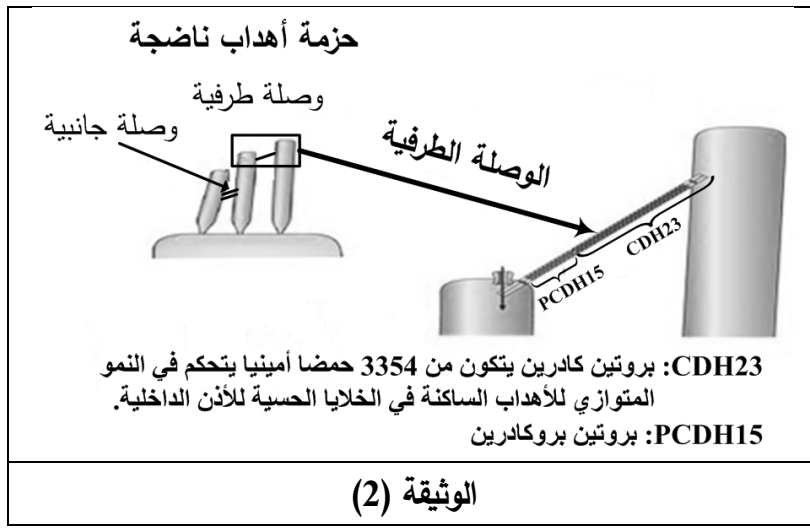 حزمة أهداب ناضجة
وصلة طرفية
وصلة جانبية
الوصلة الطرفية
CDH23
PCDH15
CDH23: بروتين كادرين يتكون من 3354 حمضا أمينيا يتحكم في النمو
المتوازي للأهداب الساكنة في الخلايا الحسية للأذن الداخلية.
PCDH15: بروتين بروكادرين
الوثيقة (2)